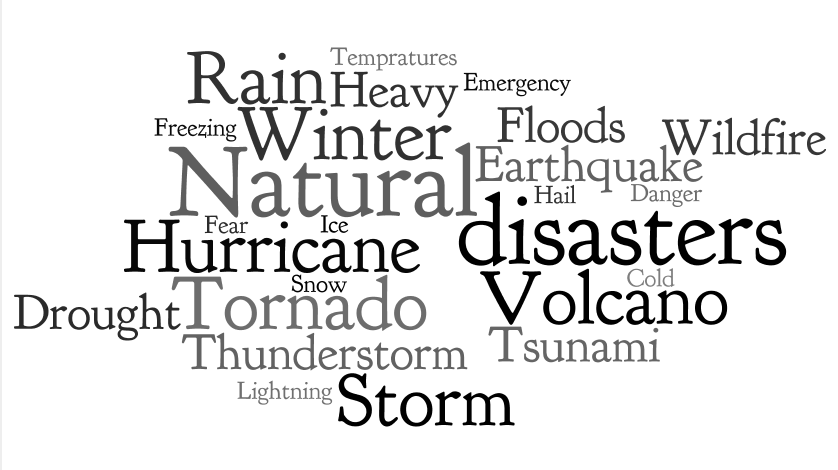 Tempratures
Rain Heavy Emergency
Freezing Winter Floods Wildfire
Natural Earthquake
Hail Danger
Fear Ice disasters
Hurricane
Snow Cold
Drought Tornado Volcano
Thunderstorm Tsunami
Lightning Storm